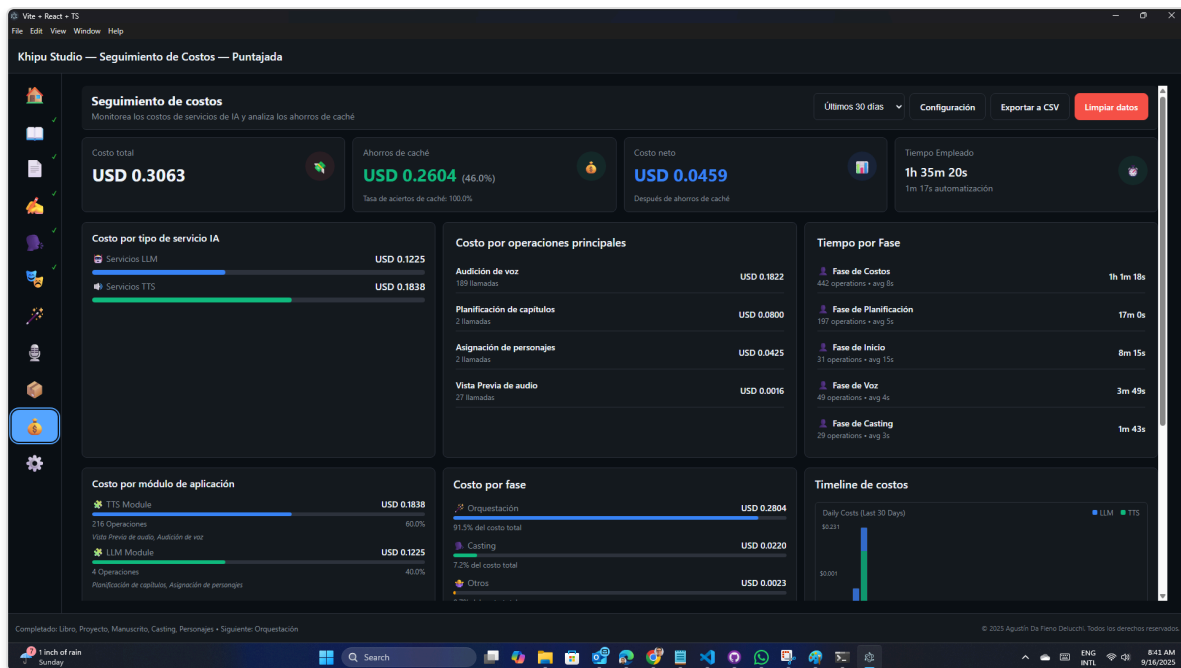 Vite + React + TS
File Edit View Window Help
Khipu Studio — Seguimiento de Costos — Puntajada
Seguimiento de costos
Monitorea los costos de servicios de IA y analiza los ahorros de caché
Últimos 30 días
Configuración
Exportar a CSV
Limpiar datos
Costo total
USD 0.3063
Ahorros de caché
USD 0.2604 (46.0%)
Tasa de aciertos de caché: 100.0%
Costo neto
USD 0.0459
Después de ahorros de caché
Tiempo Empleado
1h 35m 20s
1m 17s automatización
Costo por tipo de servicio IA
Servicios LLM USD 0.1225
Servicios TTS USD 0.1838
Costo por operaciones principales
Audición de voz
189 llamadas
USD 0.1822
Planificación de capítulos
2 llamadas
USD 0.0800
Asignación de personajes
2 llamadas
USD 0.0425
Vista Previa de audio
27 llamadas
USD 0.0016
Tiempo por Fase
Fase de Costos
442 operations • avg 8s
1h 1m 18s
Fase de Planificación
197 operations • avg 5s
17m 0s
Fase de Inicio
31 operations • avg 15s
8m 15s
Fase de Voz
49 operations • avg 4s
3m 49s
Fase de Casting
29 operations • avg 3s
1m 43s
Costo por módulo de aplicación
TTS Module USD 0.1838
216 Operaciones 60.0%
Vista Previa de audio, Audición de voz
LLM Module USD 0.1225
4 Operaciones 40.0%
Planificación de capítulos, Asignación de personajes
Costo por fase
Orquestación USD 0.2804
91.5% del costo total
Casting USD 0.0220
7.2% del costo total
Otros USD 0.0023
Timeline de costos
Daily Costs (Last 30 Days)
LLM TTS
$0.231
$0.001
Completado: Libro, Proyecto, Manuscrito, Casting, Personajes • Siguiente: Orquestación
© 2025 Agustín Da Fieno Delucchi. Todos los derechos reservados.
7
1 inch of rain
Sunday
Search
ENG
INTL
8:41 AM
9/16/2025